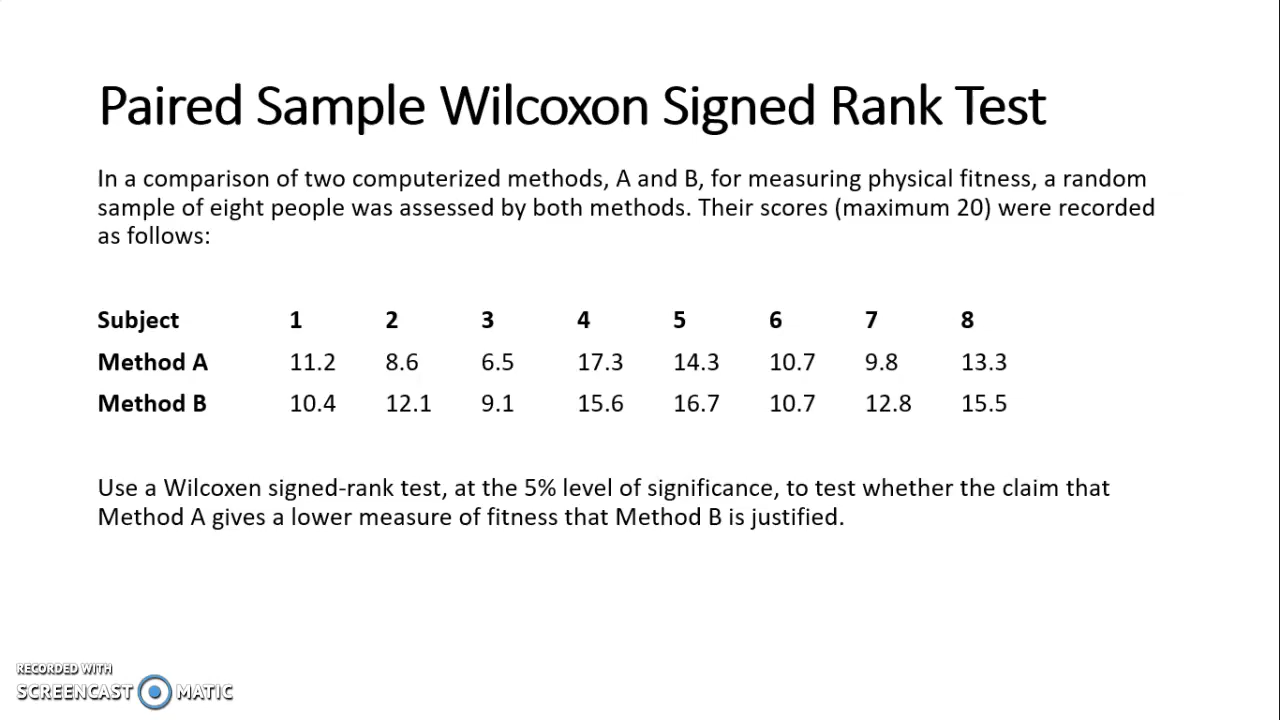 Paired Sample Wilcoxon Signed Rank Test
In a comparison of two computerized methods, A and B, for measuring physical fitness, a random
sample of eight people was assessed by both methods. Their scores (maximum 20) were recorded
as follows:
Subject 1 2 3 4 5 6 7 8
Method A 11.2 8.6 6.5 17.3 14.3 10.7 9.8 13.3
Method B 10.4 12.1 9.1 15.6 16.7 10.7 12.8 15.5
Use a Wilcoxen signed-rank test, at the 5% level of significance, to test whether the claim that
Method A gives a lower measure of fitness that Method B is justified.
RECORDED WITH
SCREENCAST MATIC